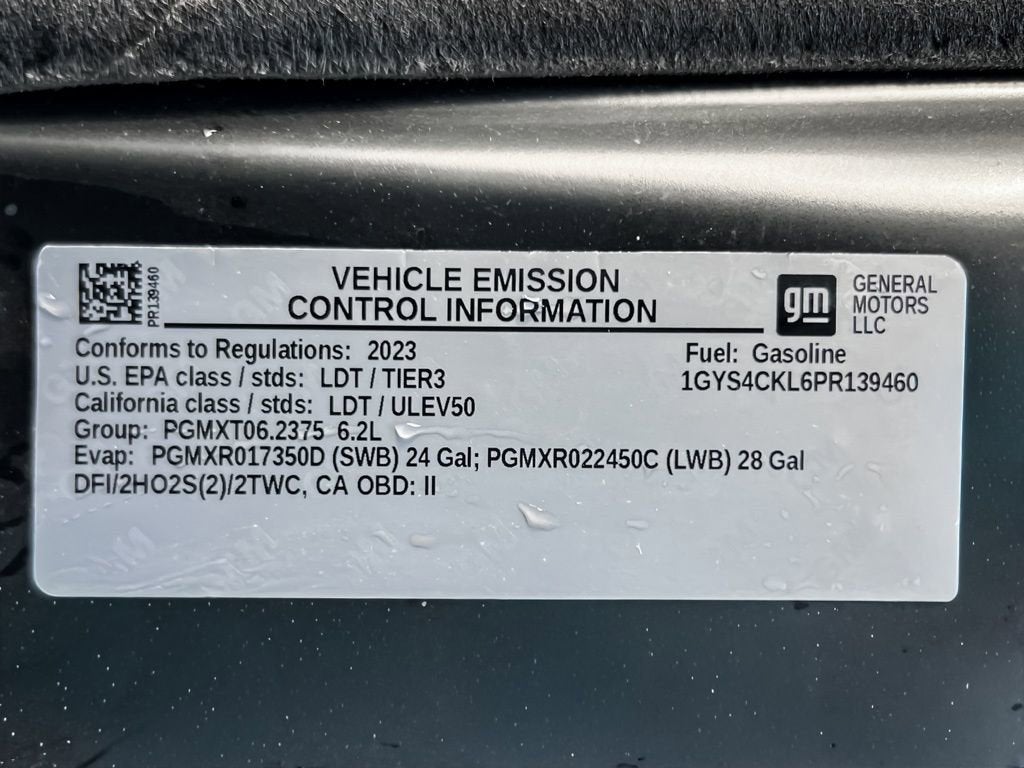 PR139460
VEHICLE EMISSION
CONTROL INFORMATION
gm
GENERAL
MOTORS
LLC
Conforms to Regulations: 2023
U.S. EPA class / stds: LDT / TIER3
California class / stds: LDT / ULEV50
Group: PGMXT06.2375 6.2L
Evap: PGMXR017350D (SWB) 24 Gal; PGMXR022450C (LWB) 28 Gal
DFI/2HO2S(2)/2TWC, CA OBD: II
Fuel: Gasoline
1GYS4CKL6PR139460